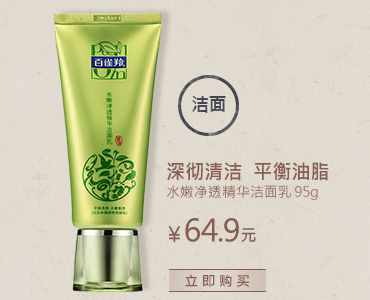 百雀羚
水嫩净透精华洁面乳
洁面
深彻清洁 平衡油脂
水嫩净透精华洁面乳 95g
￥64.9元
立即购买